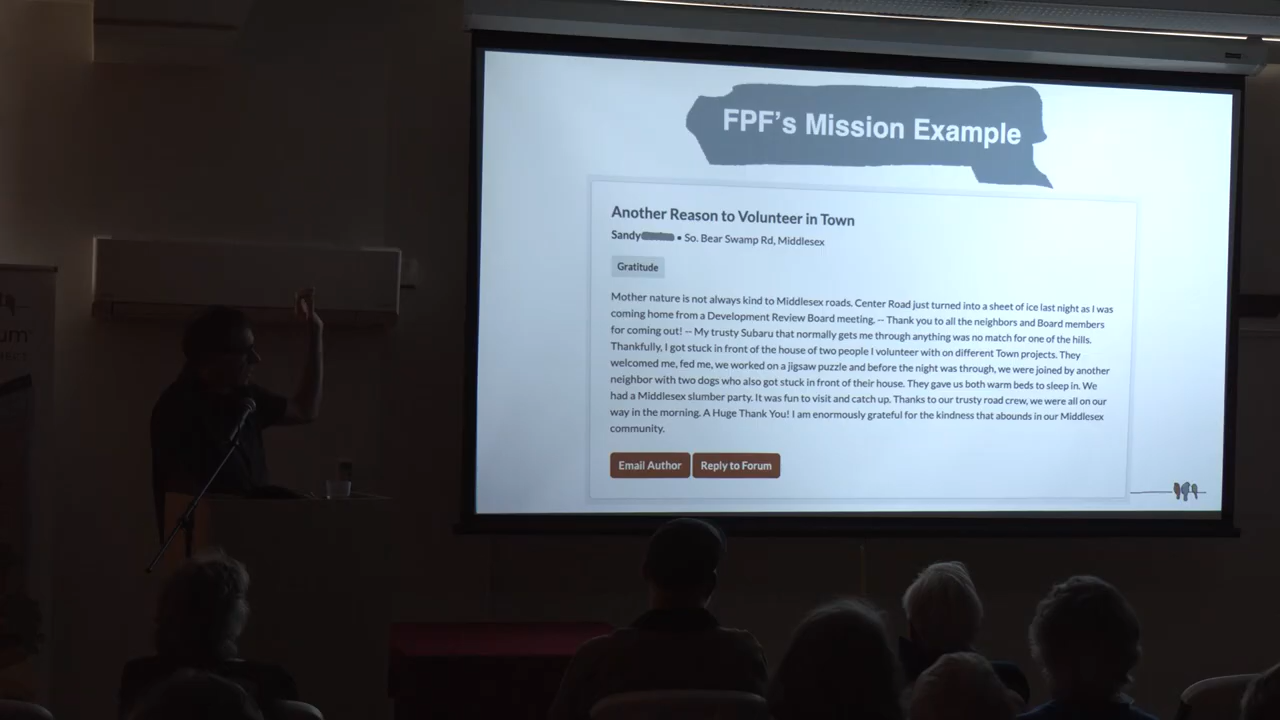 FPF's Mission Example
Another Reason to Volunteer in Town
Sandy • So. Bear Swamp Rd, Middlesex
Gratitude
Mother nature is not always kind to Middlesex roads. Center Road just turned into a sheet of ice last night as I was
coming home from a Development Review Board meeting. -- Thank you to all the neighbors and Board members
for coming out! -- My trusty Subaru that normally gets me through anything was no match for one of the hills.
Thankfully, I got stuck in front of the house of two people I volunteer with on different Town projects. They
welcomed me, fed me, we worked on a jigsaw puzzle and before the night was through, we were joined by another
neighbor with two dogs who also got stuck in front of their house. They gave us both warm beds to sleep in. We
had a Middlesex slumber party. It was fun to visit and catch up. Thanks to our trusty road crew, we were all on our
way in the morning. A Huge Thank You! I am enormously grateful for the kindness that abounds in our Middlesex
community.
Email Author Reply to Forum
um